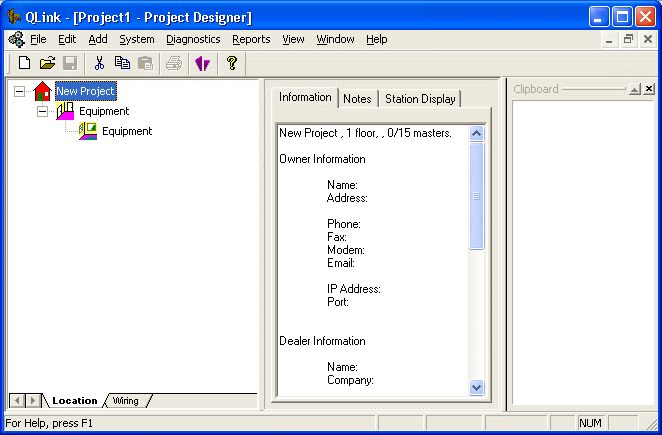 QLink - [Project1 - Project Designer]
File Edit Add System Diagnostics Reports View Window Help
New Project
Equipment
Equipment
Location Wiring
Information Notes Station Display
New Project , 1 floor, , 0/15 masters.
Owner Information
Name:
Address:
Phone:
Fax:
Modem:
Email:
IP Address:
Port:
Dealer Information
Name:
Company:
Clipboard
For Help, press F1
NUM